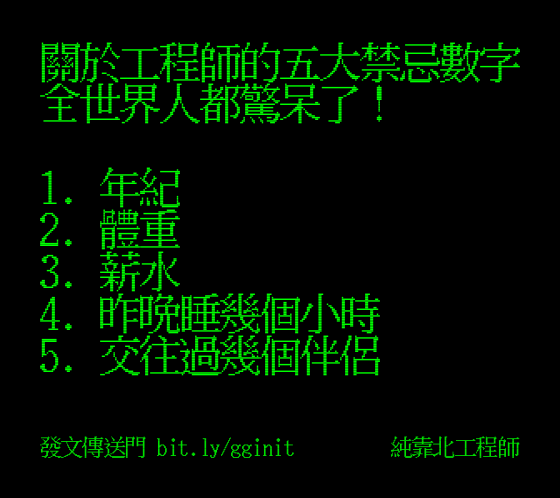 關於工程師的五大禁忌數字
全世界人都驚呆了！
1. 年紀
2. 體重
3. 薪水
4. 昨晚睡幾個小時
5. 交往過幾個伴侶
發文傳送門 bit.ly/gginit
純靠北工程師